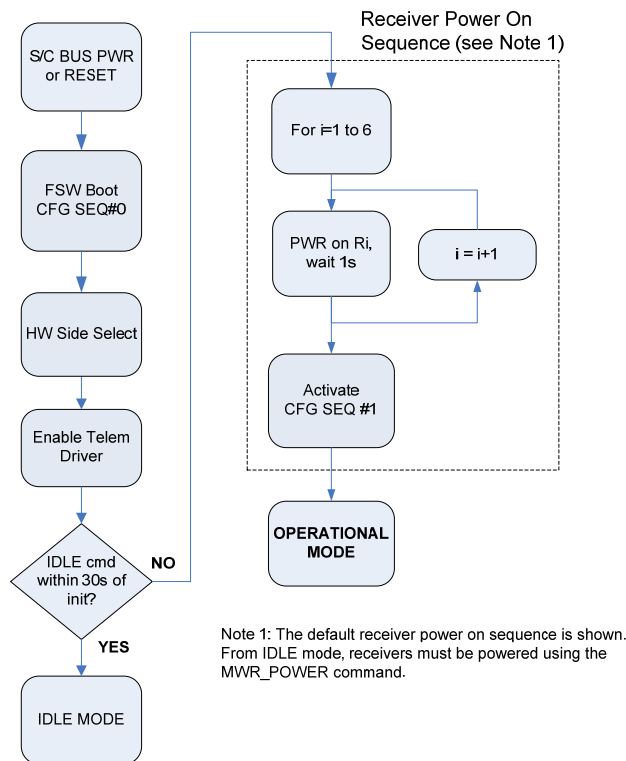 S/C BUS PWR
or RESET
FSW Boot
CFG SEQ#0
HW Side Select
Enable Telem
Driver
IDLE cmd
within 30s of
init?
NO
YES
IDLE MODE
Receiver Power On
Sequence (see Note 1)
For i=1 to 6
PWR on Ri,
wait 1s
i = i+1
Activate
CFG SEQ #1
OPERATIONAL
MODE
Note 1: The default receiver power on sequence is shown.
From IDLE mode, receivers must be powered using the
MWR_POWER command.